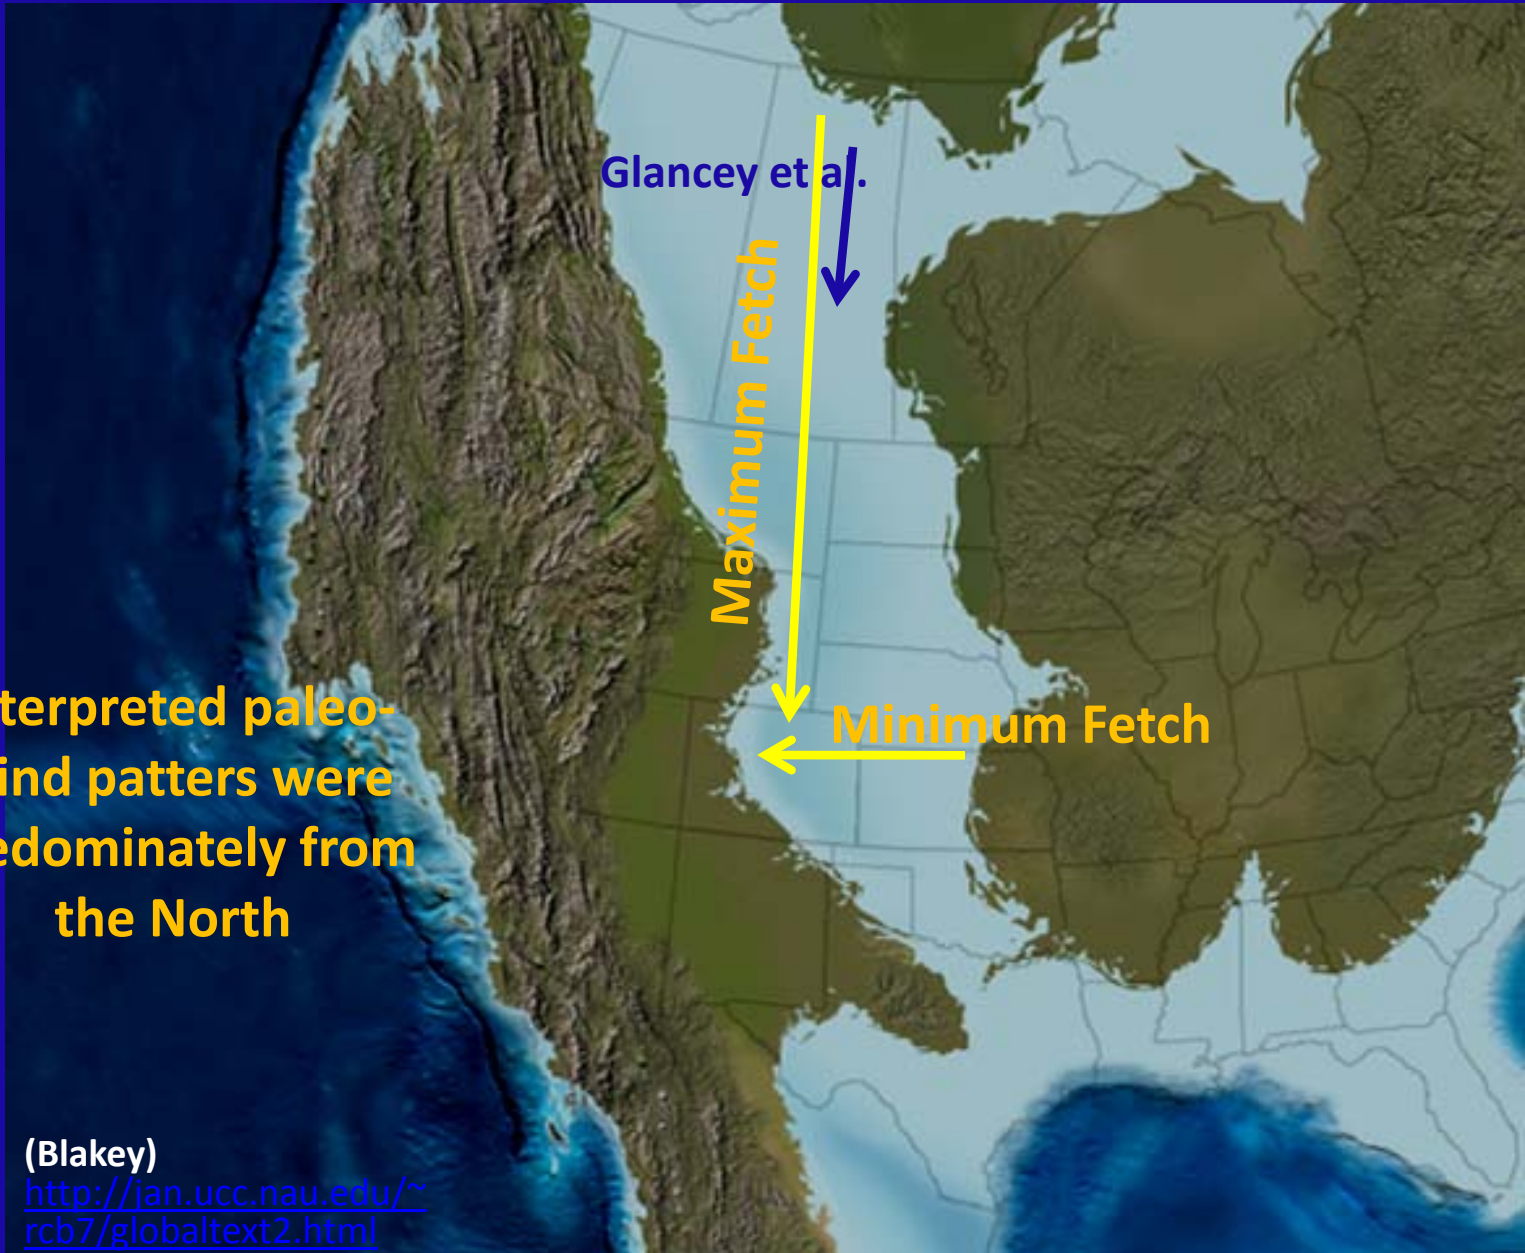 Glancey et al.
Maximum Fetch
Minimum Fetch
terpreted paleo-
ind patters were
edominately from
the North
(Blakey)
http://jan.ucc.nau.edu/~
rcb7/globaltext2.html